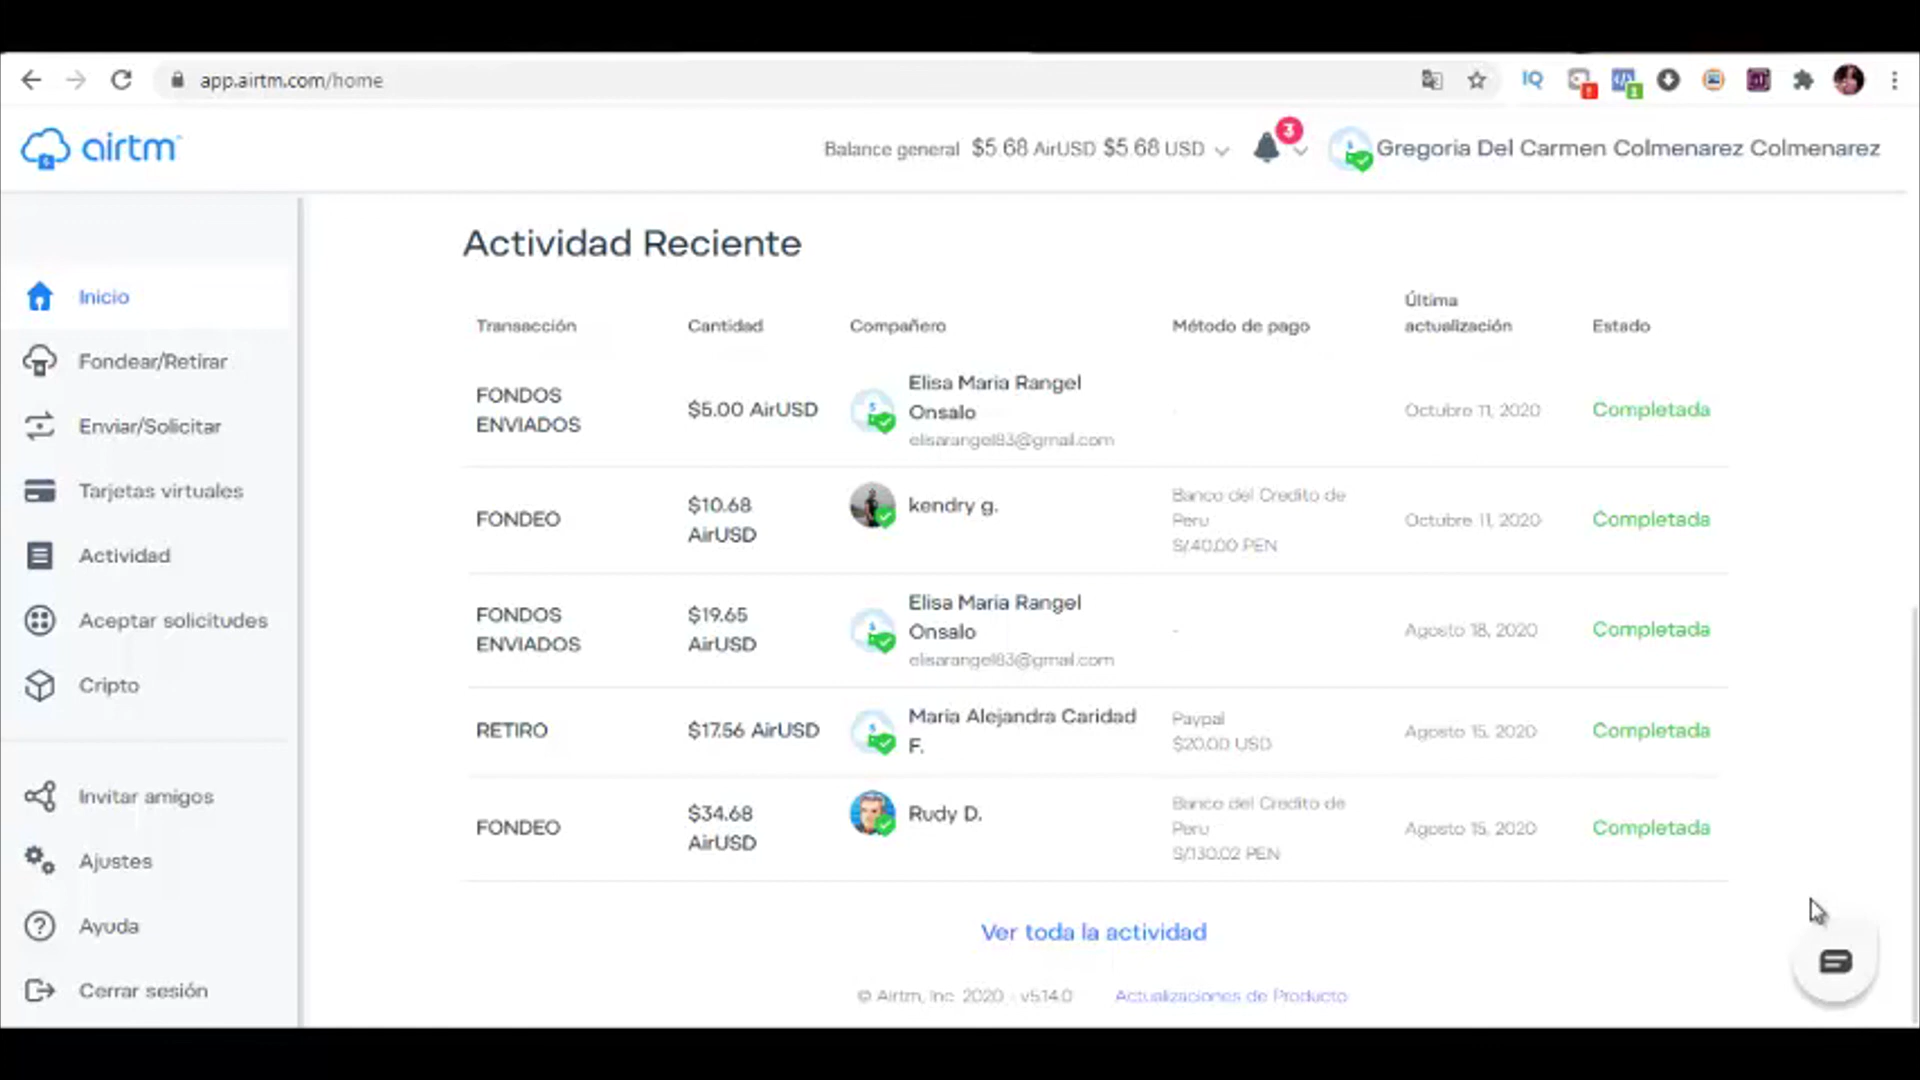 app.airtm.com/home
IQ
airtm
Balance general $5.68 AirUSD $5.68 USD
3
Gregoria Del Carmen Colmenarez Colmenarez
Inicio
Fondear/Retirar
Enviar/Solicitar
Tarjetas virtuales
Actividad
Aceptar solicitudes
Cripto
Invitar amigos
Ajustes
Ayuda
Cerrar sesión
Actividad Reciente
Transacción Cantidad Compañero Método de pago Última actualización Estado
FONDOS ENVIADOS $5.00 AirUSD Elisa Maria Rangel Onsalo elisarangel83@gmail.com - Octubre 11, 2020 Completada
FONDEO $10.68 AirUSD kendry g. Banco del Credito de Peru S/.40.00 PEN Octubre 11, 2020 Completada
FONDOS ENVIADOS $19.65 AirUSD Elisa Maria Rangel Onsalo elisarangel83@gmail.com - Agosto 18, 2020 Completada
RETIRO $17.56 AirUSD Maria Alejandra Caridad F. Paypal $20.00 USD Agosto 15, 2020 Completada
FONDEO $34.68 AirUSD Rudy D. Banco del Credito de Peru S/.130.02 PEN Agosto 15, 2020 Completada
Ver toda la actividad
© Airtm, Inc. 2020 - v5.14.0 Actualizaciones de Producto